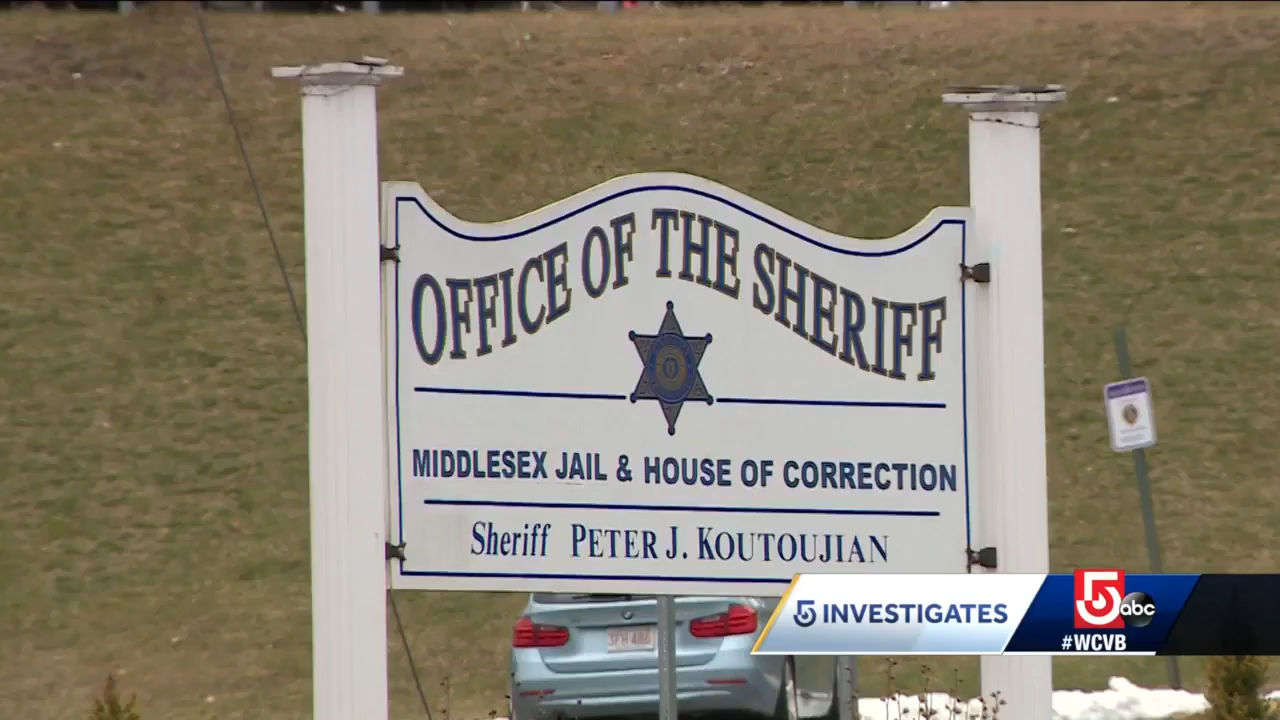 OFFICE OF THE SHERIFF
MIDDLESEX JAIL & HOUSE OF CORRECTION
Sheriff PETER J. KOUTOUJIAN
5 INVESTIGATES
5 abc
#WCVB